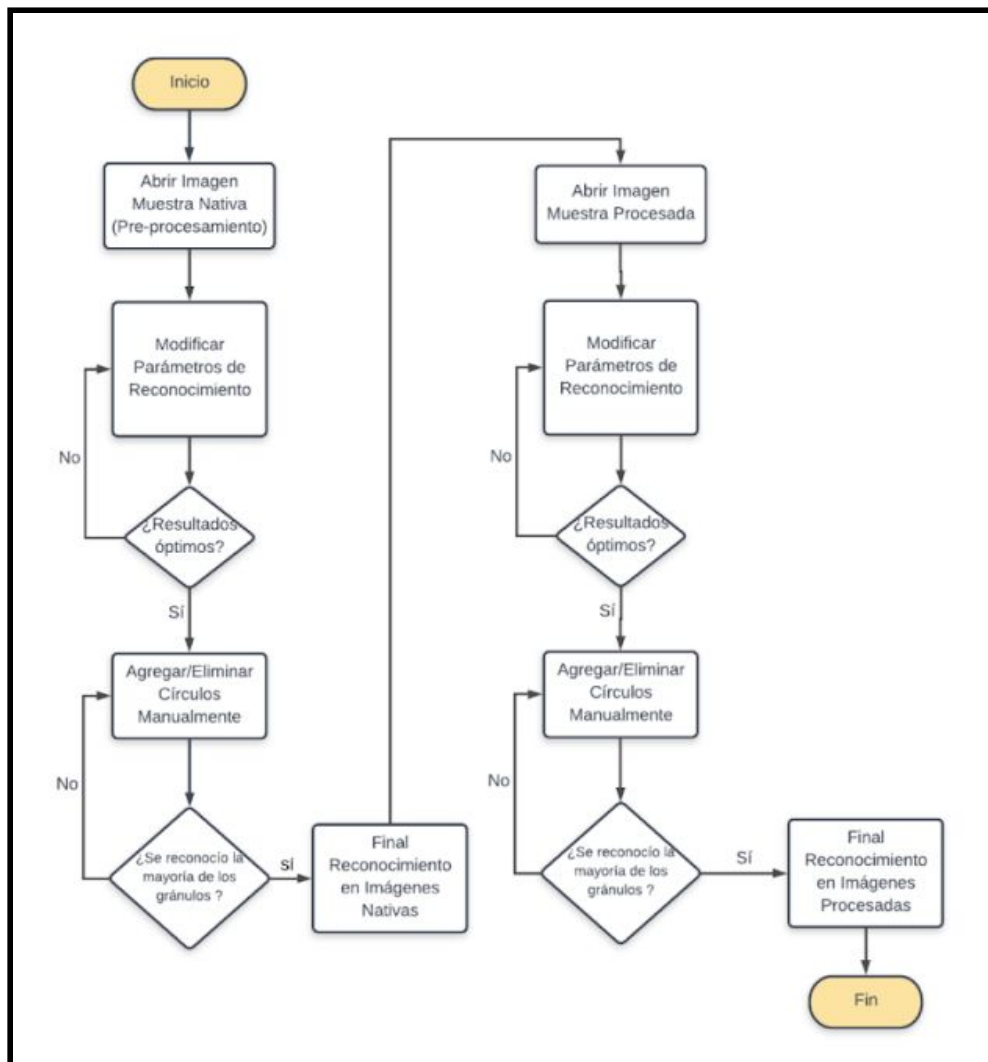 Inicio
Abrir Imagen
Muestra Nativa
(Pre-procesamiento)
Modificar
Parámetros de
Reconocimiento
No
¿Resultados
óptimos?
Sí
Agregar/Eliminar
Círculos
Manualmente
No
¿Se reconocío la
mayoría de los
gránulos ?
sí
Final
Reconocimiento
en Imágenes
Nativas
Abrir Imagen
Muestra Procesada
Modificar
Parámetros de
Reconocimiento
No
¿Resultados
óptimos?
Sí
Agregar/Eliminar
Círculos
Manualmente
No
¿Se reconocío la
mayoría de los
gránulos ?
Sí
Final
Reconocimiento
en Imágenes
Procesadas
Fin